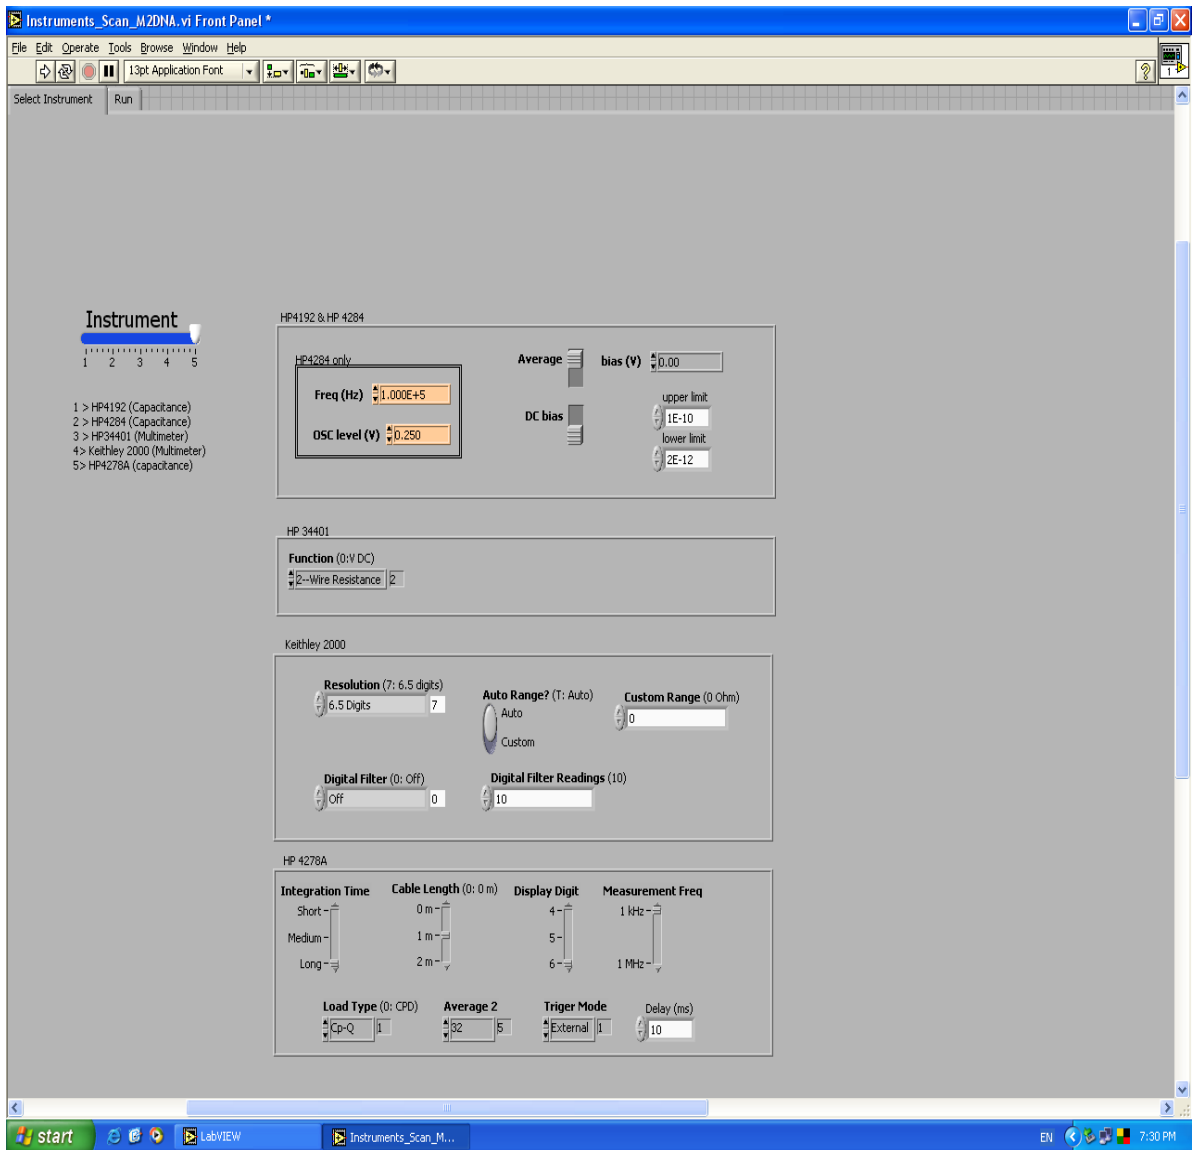 Instruments_Scan_M2DNA.vi Front Panel *
File Edit Operate Tools Browse Window Help
13pt Application Font
1
Select Instrument Run
Instrument
1 2 3 4 5
1 > HP4192 (Capacitance)
2 > HP4284 (Capacitance)
3 > HP34401 (Multimeter)
4> Keithley 2000 (Multimeter)
5> HP4278A (capacitance)
HP4192 & HP 4284
HP4284 only
Freq (Hz) 1.000E+5
OSC level (V) 0.250
Average
DC bias
bias (V) 0.00
upper limit
1E-10
lower limit
2E-12
HP 34401
Function (0:V DC)
2--Wire Resistance 2
Keithley 2000
Resolution (7: 6.5 digits)
6.5 Digits 7
Auto Range? (T: Auto)
Auto
Custom
Custom Range (0 Ohm)
0
Digital Filter (0: Off)
Off 0
Digital Filter Readings (10)
10
HP 4278A
Integration Time
Short
Medium
Long
Cable Length (0: 0 m)
0 m
1 m
2 m
Display Digit
4
5
6
Measurement Freq
1 kHz
1 MHz
Load Type (0: CPD)
Cp-Q 1
Average 2
32 5
Triger Mode
External 1
Delay (ms)
10
start LabVIEW Instruments_Scan_M... EN 7:30 PM